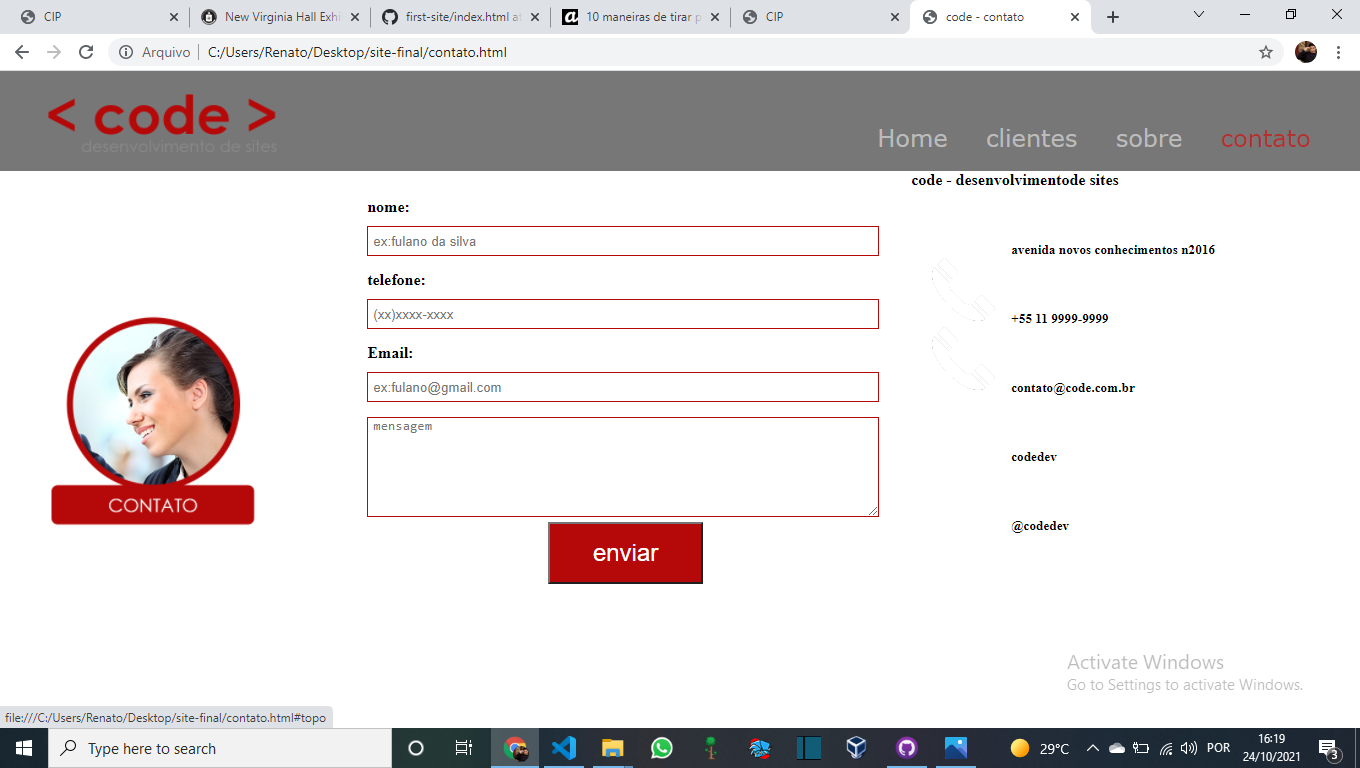 CIP
New Virginia Hall Exhi
first-site/index.html at
10 maneiras de tirar p
CIP
code - contato
Arquivo
C:/Users/Renato/Desktop/site-final/contato.html
< code >
desenvolvimento de sites
Home
clientes
sobre
contato
code - desenvolvimentode sites
nome:
ex:fulano da silva
telefone:
(xx)xxxx-xxxx
Email:
ex:fulano@gmail.com
mensagem
enviar
CONTATO
avenida novos conhecimentos n2016
+55 11 9999-9999
contato@code.com.br
codedev
@codedev
Activate Windows
Go to Settings to activate Windows.
file:///C:/Users/Renato/Desktop/site-final/contato.html#topo
Type here to search
29°C
POR
16:19
24/10/2021
3